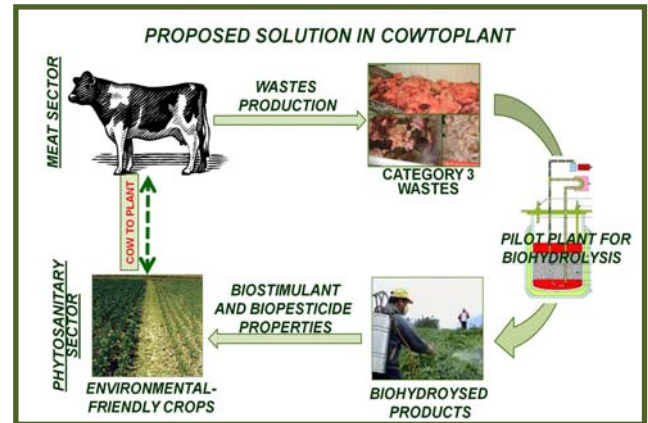 PROPOSED SOLUTION IN COWTOPLANT
MEAT SECTOR
WASTES
PRODUCTION
CATEGORY 3
WASTES
PILOT PLANT FOR
BIOHYDROLYSIS
COW TO PLANT
PHYTOSANITARY
SECTOR
BIOSTIMULANT
AND BIOPESTICIDE
PROPERTIES
ENVIRONMENTAL-
FRIENDLY CROPS
BIOHYDROYSED
PRODUCTS